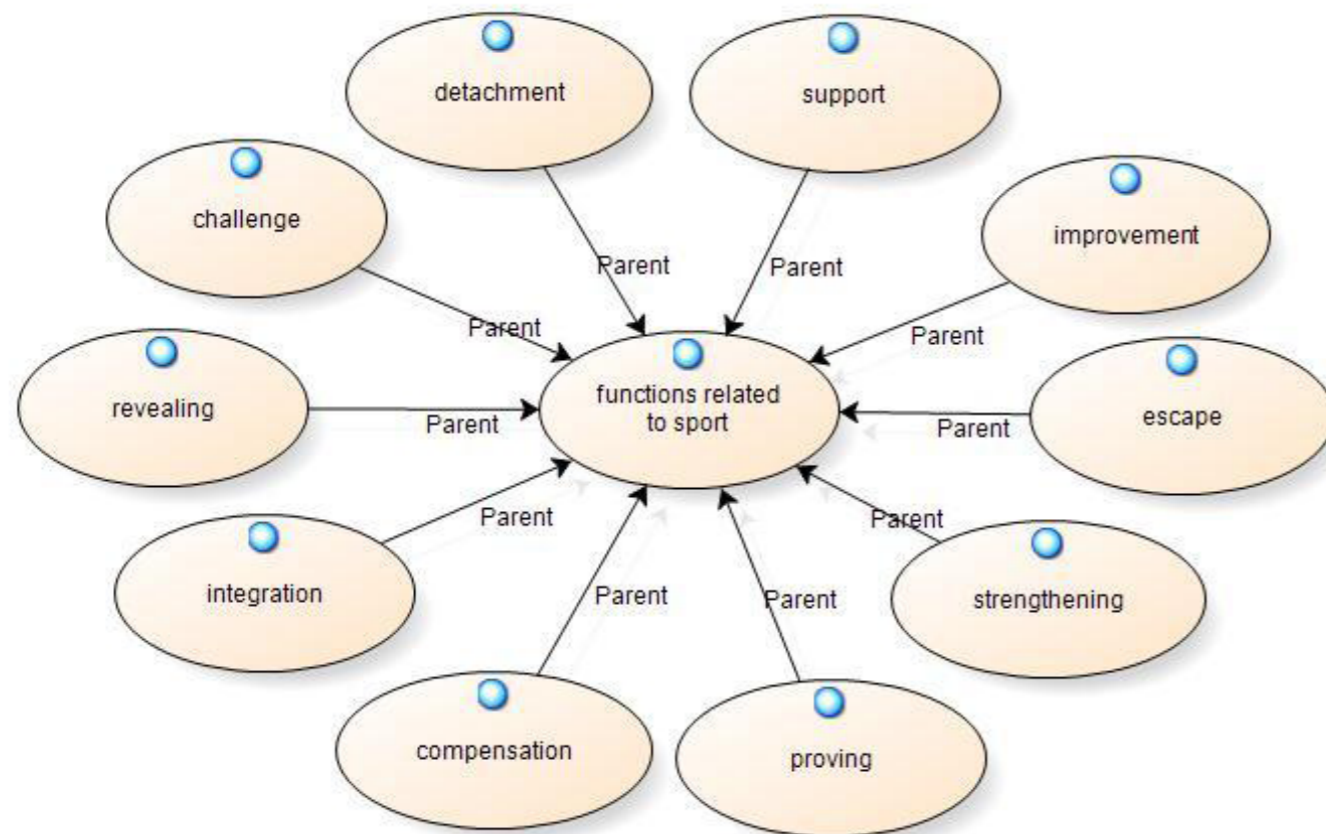 detachment
support
challenge
improvement
Parent
Parent
Parent
Parent
functions related
to sport
revealing
escape
Parent
Parent
Parent
Parent
integration
strengthening
Parent
Parent
compensation
proving